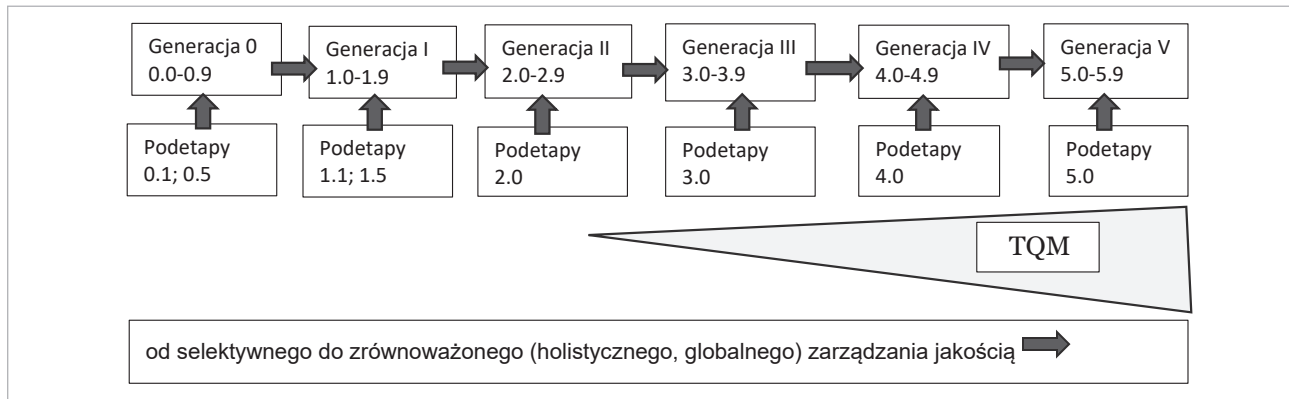 Generacja 0
0.0-0.9
Generacja I
1.0-1.9
Generacja II
2.0-2.9
Generacja III
3.0-3.9
Generacja IV
4.0-4.9
Generacja V
5.0-5.9
Podetapy
0.1; 0.5
Podetapy
1.1; 1.5
Podetapy
2.0
Podetapy
3.0
Podetapy
4.0
Podetapy
5.0
TQM
od selektywnego do zrównoważonego (holistycznego, globalnego) zarządzania jakością